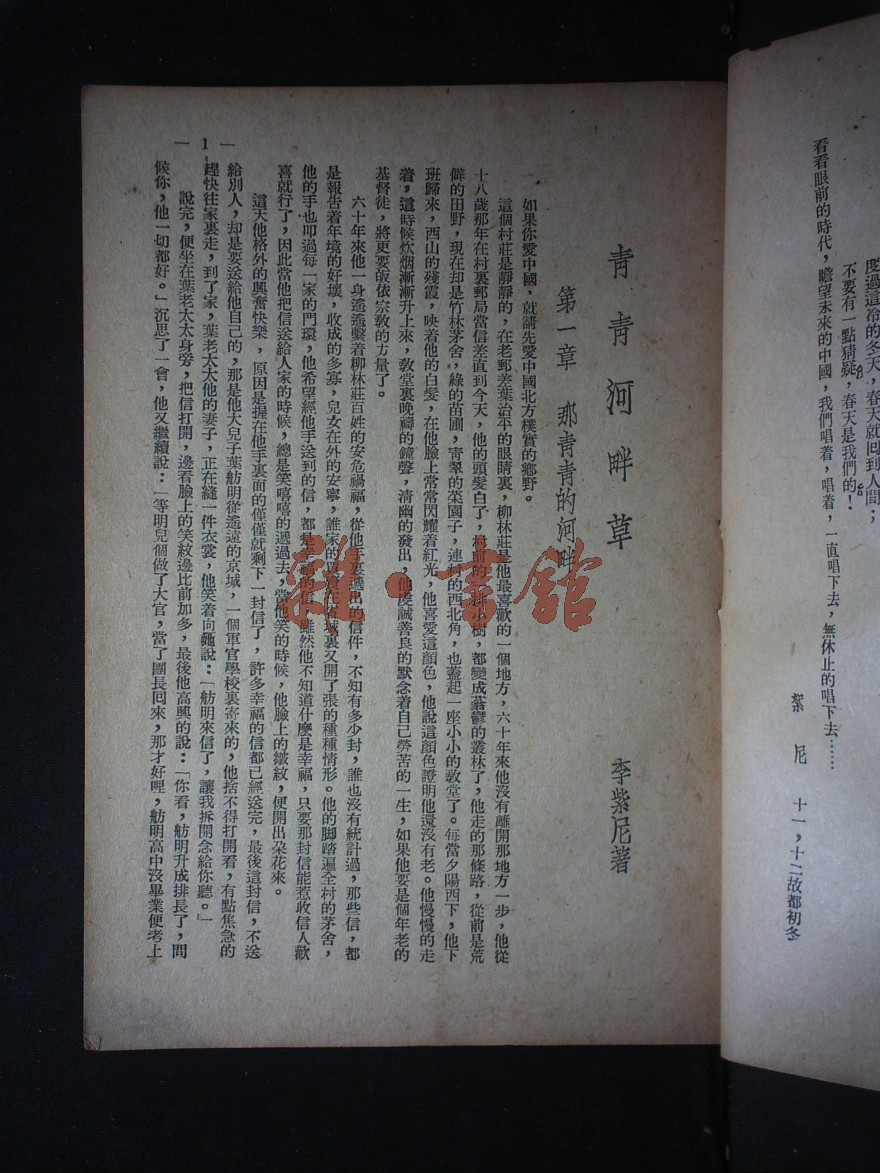 度過這冷的冬天，春天就回到人間；
不要有一點猜疑，春天是我們的！
看看眼前的時代，瞻望未來的中國，我們唱着，唱着，一直唱下去，無休止的唱下去……
紫尼 十一，十二故都初冬
青青河畔草
李紫尼著
第一章 那青青的河畔
如果你愛中國，就請先愛中國北方樸實的鄉野。
這個村莊是靜靜的，在老郵差葉治平的眼睛裏，柳林莊是他最喜歡的一個地方，六十年來他沒有離開那地方一步，他從
十八歲那年在村裏郵局當信差直到今天，他的頭髮白了，村前的小樹，都變成蓊鬱的叢林了，他走的那條路，從前是荒
僻的田野，現在却是竹林茅舍，綠的苗圃，靑翠的菜園子，連村的西北角，也蓋起一座小小的教堂了。每當夕陽西下，他下
班歸來，西山的殘霞，映着他的白髮，在他臉上常常閃耀着紅光，他喜愛這顏色，他說這顏色證明他還沒有老。他慢慢的走
着，這時候炊烟漸漸升上來，教堂裏晚禱的鐘聲，清幽的發出，他虔誠善良的默念着自己勞苦的一生，如果他要是個年老的
基督徒，將更要皈依宗教的力量了。
六十年來他一身遙遙繫着柳林莊百姓的安危禍福，從他手裏遞出的信件，不知有多少封，誰也沒有統計過，那些信，都
是報告着年境的好壞，收成的多寡，兒女在外的安寧，誰家的買賣在省城裏又開了張的種種情形。他的脚踏遍全村的茅舍，
他的手也叩過每一家的門環，他希望經他手送到的信，都是幸福的信，雖然他不知道什麼是幸福，只要那封信能惹收信人歡
喜就行了，因此當他把信送給人家的時候，總是笑嘻嘻的遞過去，當他笑的時候，他臉上的皺紋，便開出朵花來。
這天他格外的興奮快樂，原因是握在他手裏面的僅僅就剩下一封信了，許多幸福的信都已經送完，最後這封信，不送
給別人，却是要送給他自己的，那是他大兒子葉舫明從遙遠的京城，一個軍官學校裏寄來的，他捨不得打開看，有點焦急的
趕快往家裏走，到了家，葉老太太他的妻子，正在縫一件衣裳，他笑着向她說：「舫明來信了，讓我拆開念給你聽。」
說完，便坐在葉老太太身旁，把信打開，邊看臉上的笑紋邊比前加多，最後他高興的說：「你看，舫明升成排長了，問
候你，他一切都好。」沉思了一會，他又繼續說：「等明兒個做了大官，當了團長回來，那才好哩，舫明高中沒畢業便考上
— 1 —
雜·書館